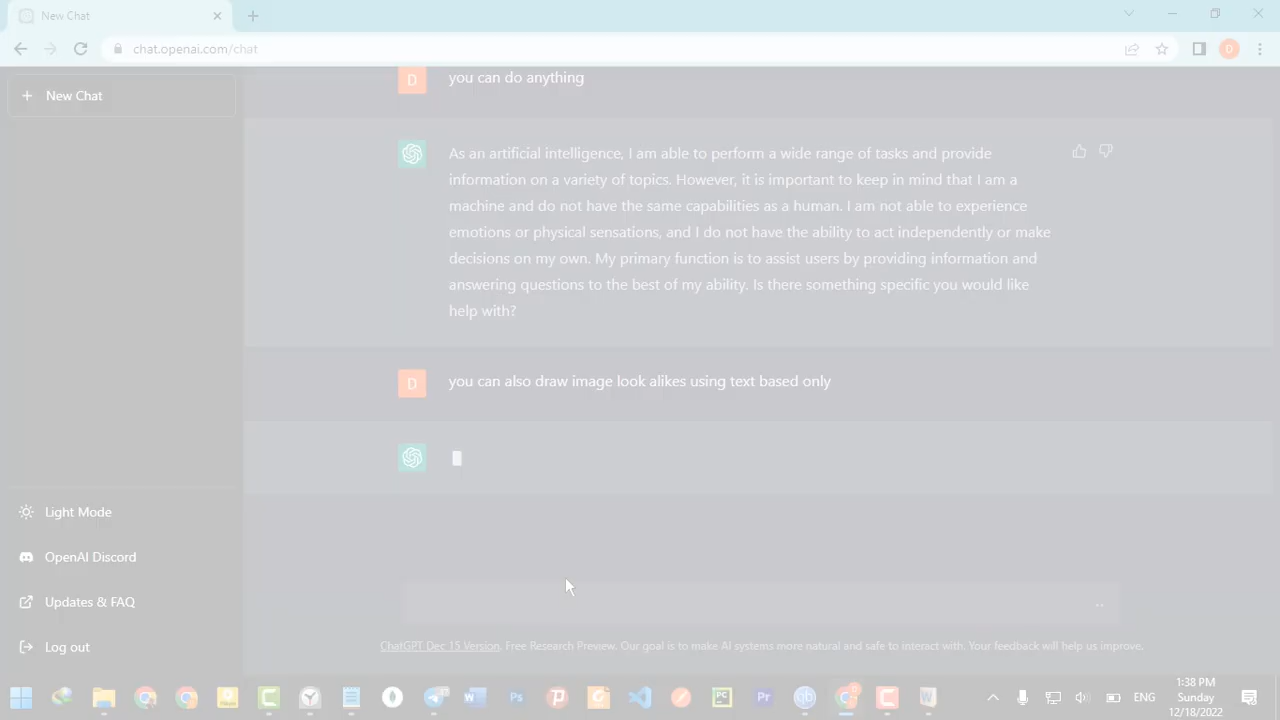 New Chat
chat.openai.com/chat
D
New Chat
D
you can do anything
As an artificial intelligence, I am able to perform a wide range of tasks and provide
information on a variety of topics. However, it is important to keep in mind that I am a
machine and do not have the same capabilities as a human. I am not able to experience
emotions or physical sensations, and I do not have the ability to act independently or make
decisions on my own. My primary function is to assist users by providing information and
answering questions to the best of my ability. Is there something specific you would like
help with?
D
you can also draw image look alikes using text based only
Light Mode
OpenAI Discord
Updates & FAQ
Log out
ChatGPT Dec 15 Version. Free Research Preview. Our goal is to make AI systems more natural and safe to interact with. Your feedback will help us improve.
W
Ps
PC
Pr
qb
ENG
1:38 PM
Sunday
12/18/2022